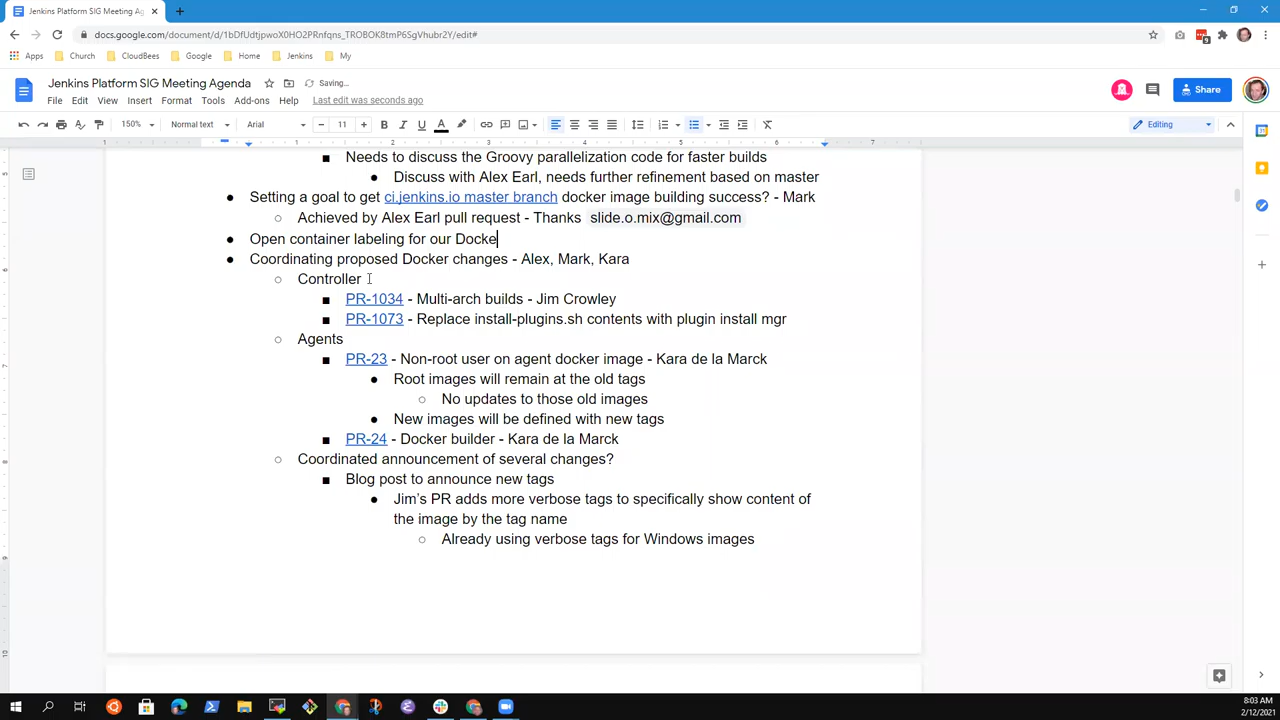 Jenkins Platform SIG Meeting Ag
docs.google.com/document/d/1bDfUdtjpwoX0HO2PRnfqns_TROBOK8tmP6SgVhubr2Y/edit#
Apps Church CloudBees Google Home Jenkins My
Jenkins Platform SIG Meeting Agenda Saving...
File Edit View Insert Format Tools Add-ons Help Last edit was seconds ago
Share
150% Normal text Arial 11 Editing
Needs to discuss the Groovy parallelization code for faster builds
Discuss with Alex Earl, needs further refinement based on master
Setting a goal to get ci.jenkins.io master branch docker image building success? - Mark
Achieved by Alex Earl pull request - Thanks slide.o.mix@gmail.com
Open container labeling for our Docke
Coordinating proposed Docker changes - Alex, Mark, Kara
Controller
PR-1034 - Multi-arch builds - Jim Crowley
PR-1073 - Replace install-plugins.sh contents with plugin install mgr
Agents
PR-23 - Non-root user on agent docker image - Kara de la Marck
Root images will remain at the old tags
No updates to those old images
New images will be defined with new tags
PR-24 - Docker builder - Kara de la Marck
Coordinated announcement of several changes?
Blog post to announce new tags
Jim's PR adds more verbose tags to specifically show content of
the image by the tag name
Already using verbose tags for Windows images
8:03 AM
2/12/2021